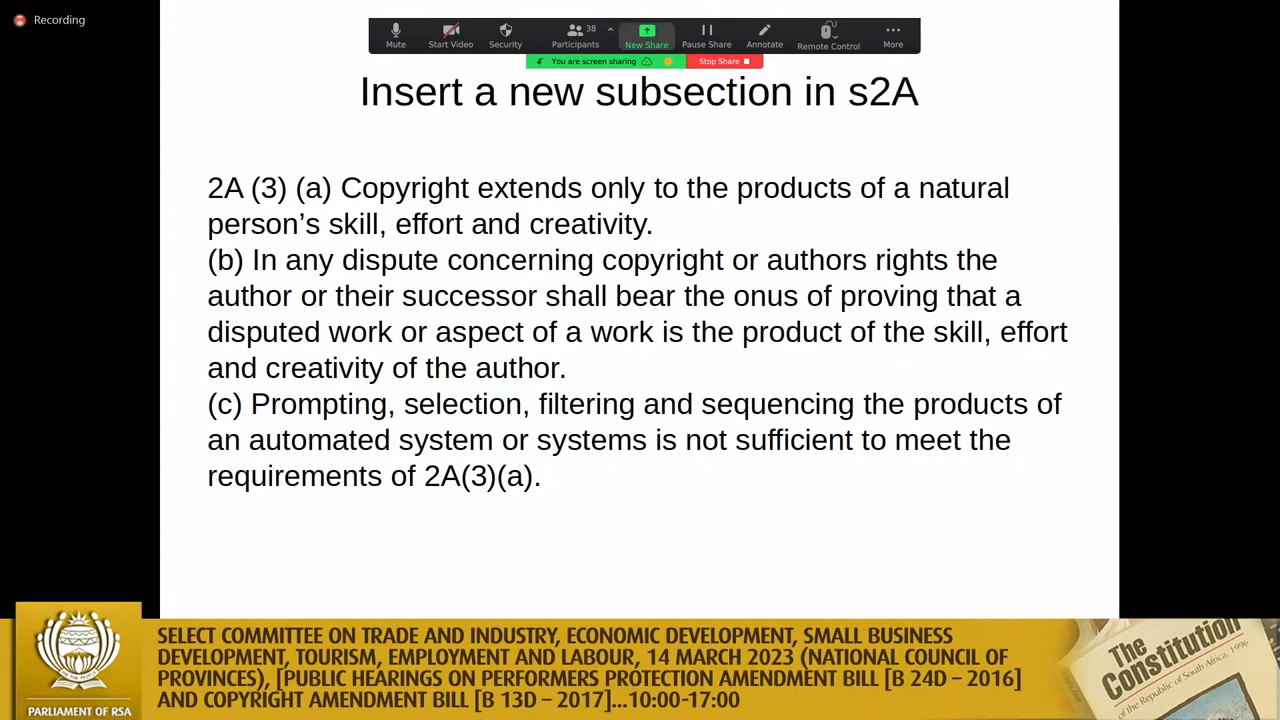 Recording
Mute
Start Video
Security
Participants
38
New Share
Pause Share
Annotate
Remote Control
More
You are screen sharing
Stop Share
Insert a new subsection in s2A
2A (3) (a) Copyright extends only to the products of a natural
person’s skill, effort and creativity.
(b) In any dispute concerning copyright or authors rights the
author or their successor shall bear the onus of proving that a
disputed work or aspect of a work is the product of the skill, effort
and creativity of the author.
(c) Prompting, selection, filtering and sequencing the products of
an automated system or systems is not sufficient to meet the
requirements of 2A(3)(a).
SELECT COMMITTEE ON TRADE AND INDUSTRY, ECONOMIC DEVELOPMENT, SMALL BUSINESS
DEVELOPMENT, TOURISM, EMPLOYMENT AND LABOUR, 14 MARCH 2023 (NATIONAL COUNCIL OF
PROVINCES), [PUBLIC HEARINGS ON PERFORMERS PROTECTION AMENDMENT BILL [B 24D – 2016]
AND COPYRIGHT AMENDMENT BILL [B 13D – 2017]...10:00-17:00
PARLIAMENT OF RSA
The
Constitution
of the Republic of South Africa, 1996